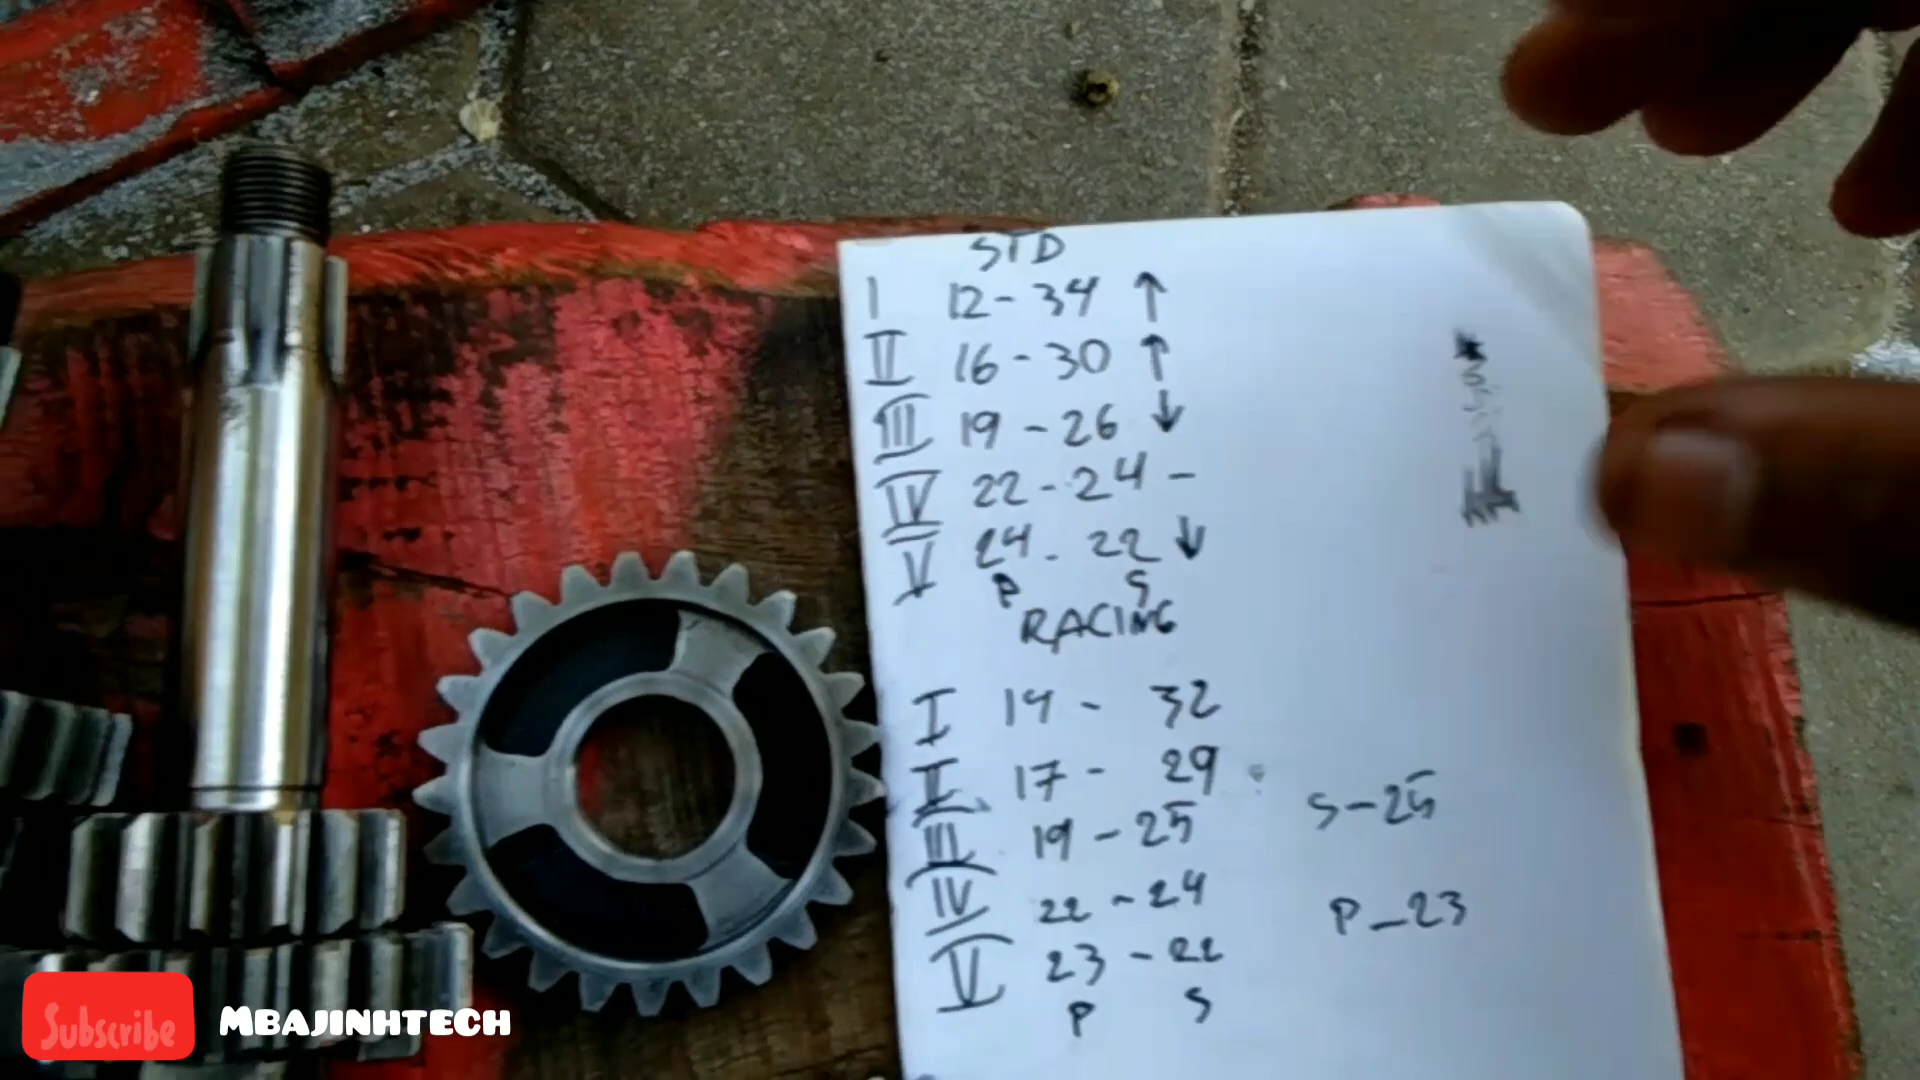 STD
I 12-34 ↑
II 16-30 ↑
III 19-26 ↓
IV 22-24 -
V 24-22 ↓
P S
RACING
I 14-32
II 17-29
III 19-25
IV 22-24
V 23-22
P S
S-25
P-23
Subscribe
MBAJINHTECH